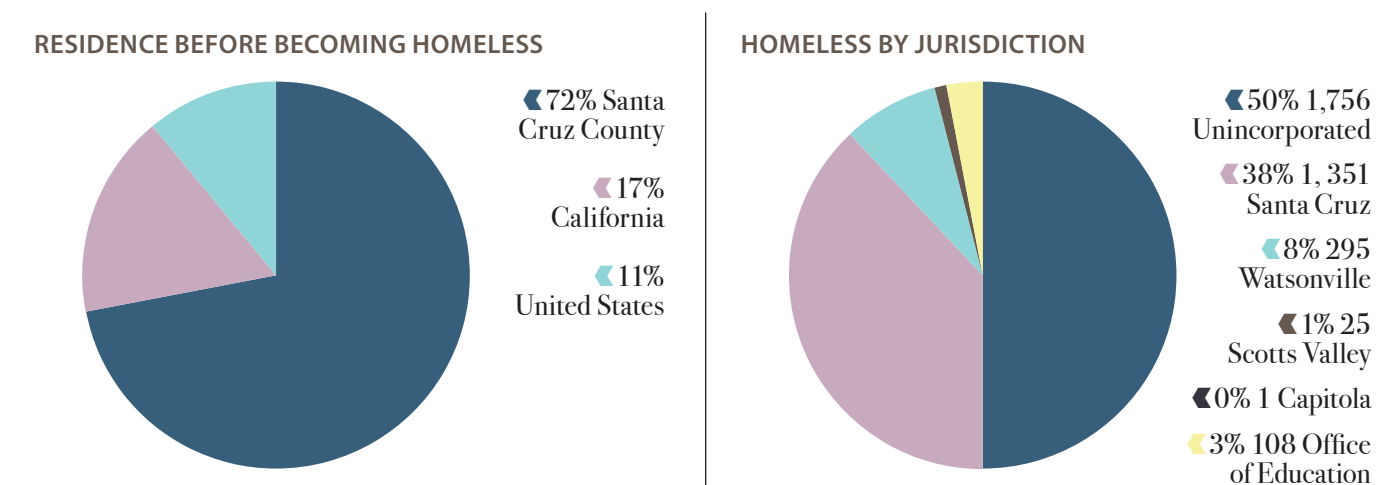 RESIDENCE BEFORE BECOMING HOMELESS
72% Santa
Cruz County
17%
California
11%
United States
HOMELESS BY JURISDICTION
50% 1,756
Unincorporated
38% 1, 351
Santa Cruz
8% 295
Watsonville
1% 25
Scotts Valley
0% 1 Capitola
3% 108 Office
of Education